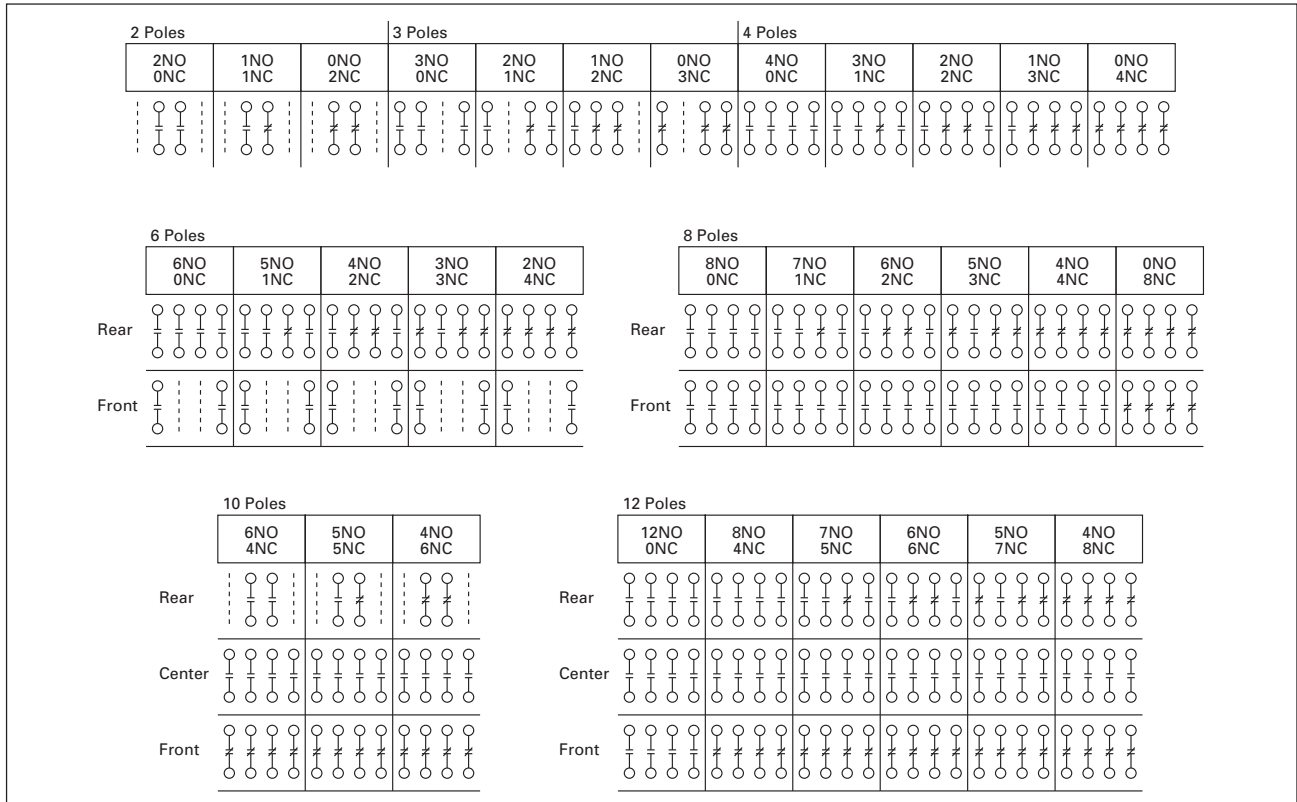 2 Poles 3 Poles 4 Poles
2NO 1NO 0NO 3NO 2NO 1NO 0NO 4NO 3NO 2NO 1NO 0NO
0NC 1NC 2NC 0NC 1NC 2NC 3NC 0NC 1NC 2NC 3NC 4NC
6 Poles
6NO 5NO 4NO 3NO 2NO
0NC 1NC 2NC 3NC 4NC
Rear
Front
8 Poles
8NO 7NO 6NO 5NO 4NO 0NO
0NC 1NC 2NC 3NC 4NC 8NC
Rear
Front
10 Poles
6NO 5NO 4NO
4NC 5NC 6NC
Rear
Center
Front
12 Poles
12NO 8NO 7NO 6NO 5NO 4NO
0NC 4NC 5NC 6NC 7NC 8NC
Rear
Center
Front